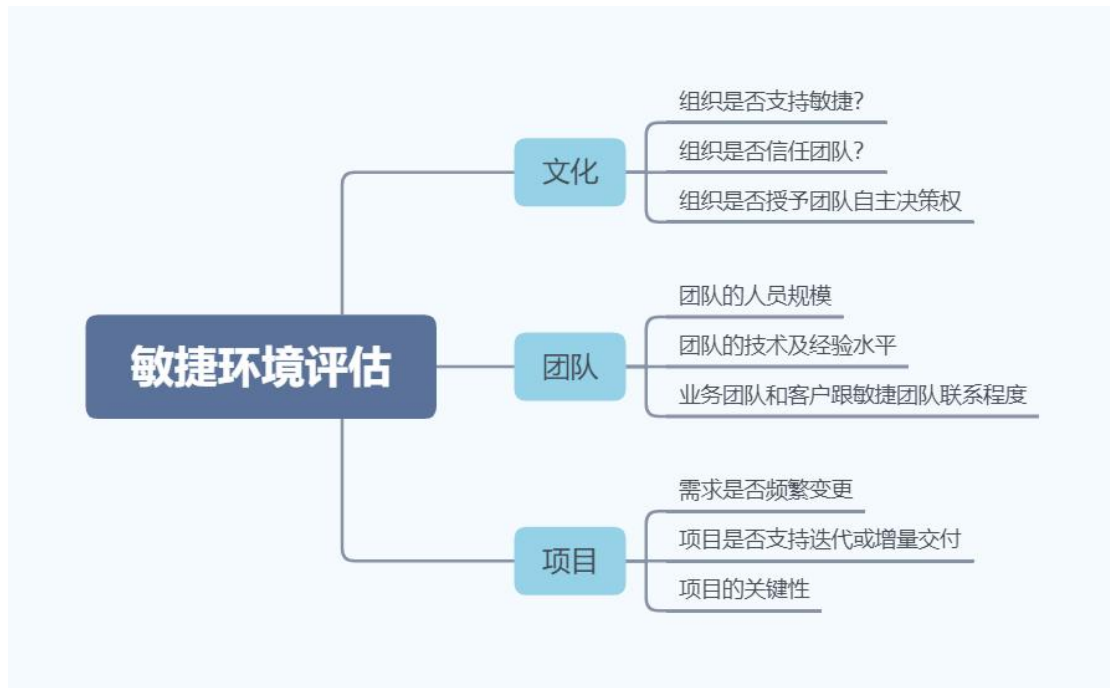 敏捷环境评估
文化
组织是否支持敏捷?
组织是否信任团队?
组织是否授予团队自主决策权
团队
团队的人员规模
团队的技术及经验水平
业务团队和客户跟敏捷团队联系程度
项目
需求是否频繁变更
项目是否支持迭代或增量交付
项目的关键性